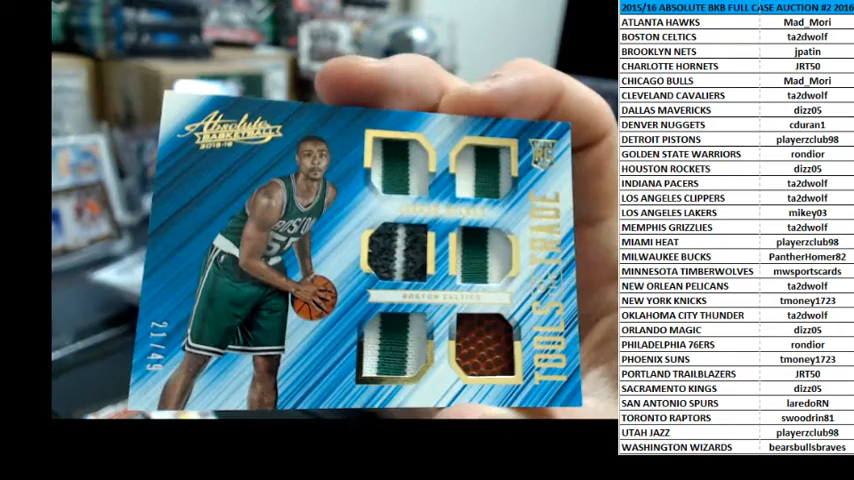 Absolute
BASKETBALL
2015-16
RC
BOSTON
55
JORDAN MICKEY
BOSTON CELTICS
TOOLS OF THE TRADE
21/49
2015/16 ABSOLUTE BKB FULL CASE AUCTION #2 2016
ATLANTA HAWKS Mad_Mori
BOSTON CELTICS ta2dwolf
BROOKLYN NETS jpatin
CHARLOTTE HORNETS JRT50
CHICAGO BULLS Mad_Mori
CLEVELAND CAVALIERS ta2dwolf
DALLAS MAVERICKS dizz05
DENVER NUGGETS cduran1
DETROIT PISTONS playerzclub98
GOLDEN STATE WARRIORS rondior
HOUSTON ROCKETS dizz05
INDIANA PACERS ta2dwolf
LOS ANGELES CLIPPERS ta2dwolf
LOS ANGELES LAKERS mikey03
MEMPHIS GRIZZLIES ta2dwolf
MIAMI HEAT playerzclub98
MILWAUKEE BUCKS PantherHomer82
MINNESOTA TIMBERWOLVES mwsportscards
NEW ORLEAN PELICANS ta2dwolf
NEW YORK KNICKS tmoney1723
OKLAHOMA CITY THUNDER ta2dwolf
ORLANDO MAGIC dizz05
PHILADELPHIA 76ERS rondior
PHOENIX SUNS tmoney1723
PORTLAND TRAILBLAZERS JRT50
SACRAMENTO KINGS dizz05
SAN ANTONIO SPURS laredoRN
TORONTO RAPTORS swoodrin81
UTAH JAZZ playerzclub98
WASHINGTON WIZARDS bearsbullsbraves